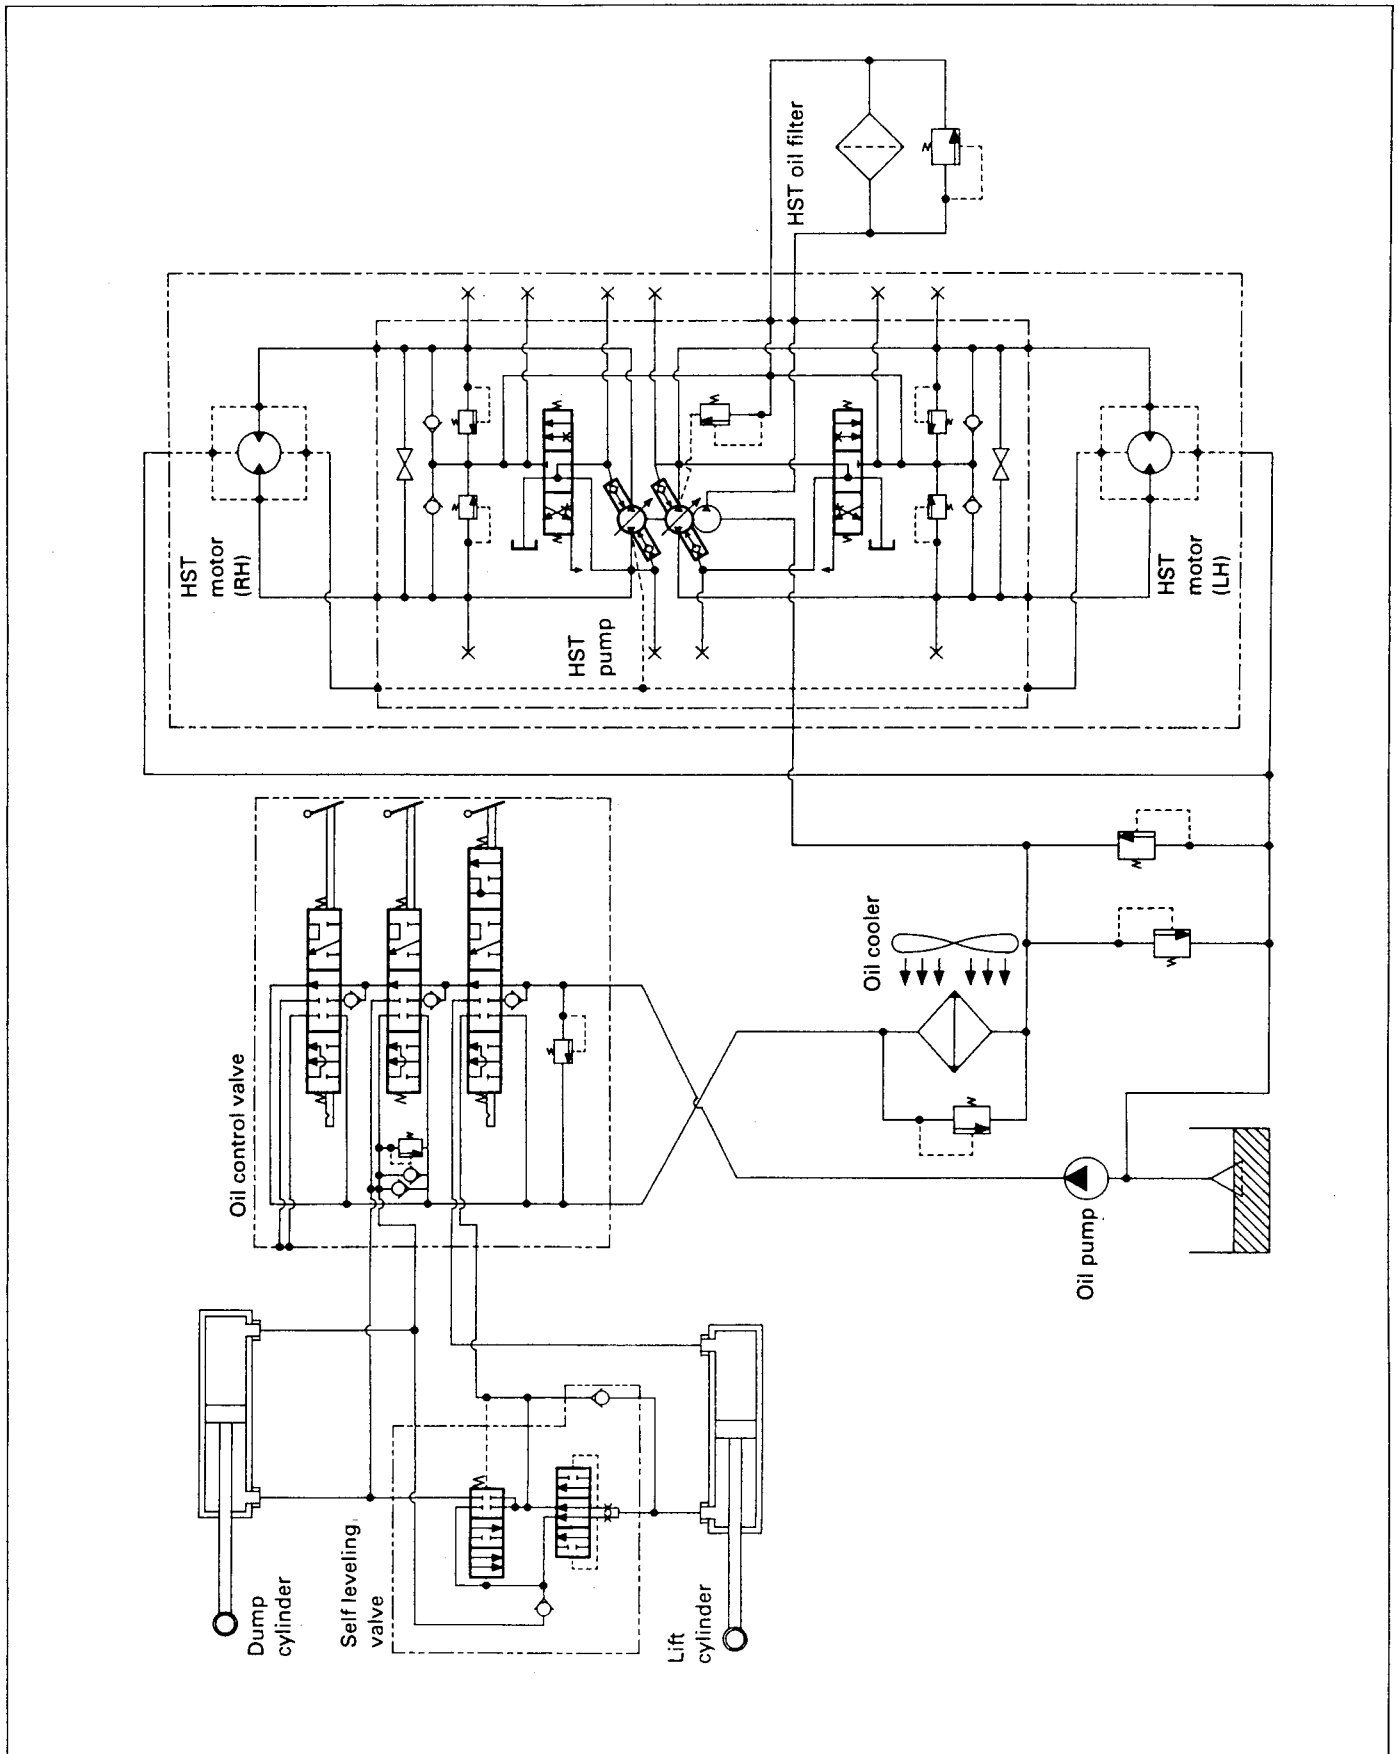 HST oil filter
HST
motor
(RH)
HST
pump
HST
motor
(LH)
Oil control valve
Oil cooler
Oil pump
Dump
cylinder
Self leveling
valve
Lift
cylinder